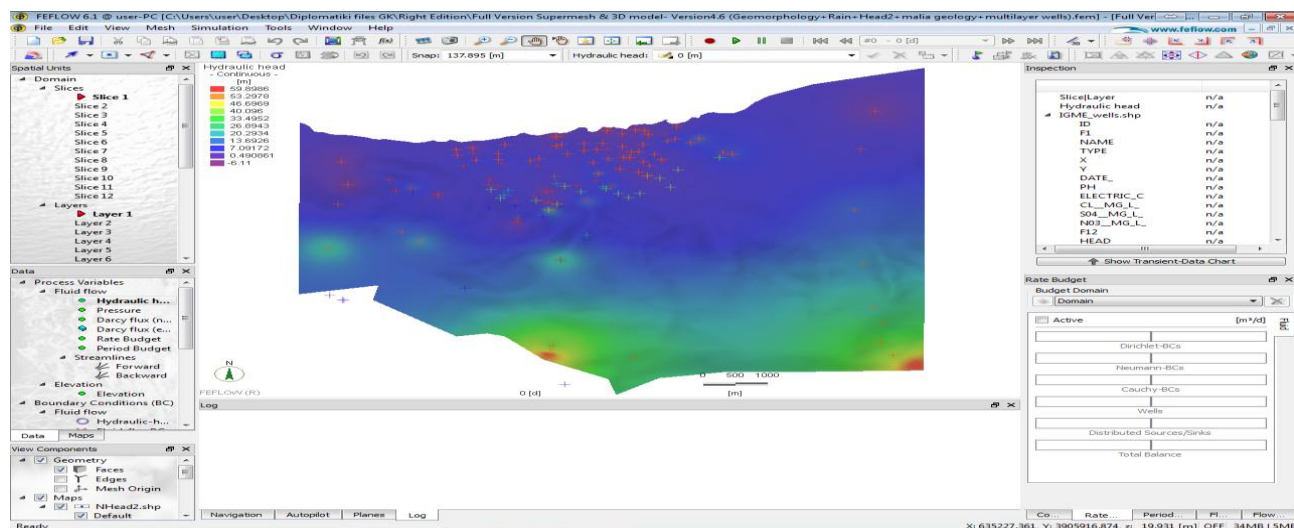 FEFLOW 6.1 @ user-PC [C:\Users\user\Desktop\Diplomatiki files GK\Right Edition\Full Version Supermesh & 3D model- Version4.6 (Geomorphology+Rain+Head2+malia geology+multilayer wells).fem] - [Full Ver
File Edit View Mesh Simulation Tools Window Help
www.feflow.com
#0 - 0 [d]
Snap: 137.895 [m] Hydraulic head: 0 [m]
Spatial Units
Domain
Slices
Slice 1
Slice 2
Slice 3
Slice 4
Slice 5
Slice 6
Slice 7
Slice 8
Slice 9
Slice 10
Slice 11
Slice 12
Layers
Layer 1
Layer 2
Layer 3
Layer 4
Layer 5
Layer 6
Data
Process Variables
Fluid flow
Hydraulic h...
Pressure
Darcy flux (n...
Darcy flux (e...
Rate Budget
Period Budget
Streamlines
Forward
Backward
Elevation
Elevation
Boundary Conditions (BC)
Fluid flow
Hydraulic-h...
Data Maps
View Components
Geometry
Faces
Edges
Mesh Origin
Maps
NHead2.shp
Default
Ready
Hydraulic head
- Continuous -
[m]
59.8986
53.2978
46.6969
40.096
33.4952
26.8943
20.2934
13.6926
7.09172
0.490861
-6.11
N
FEFLOW (R)
0 [d]
0 500 1000
[m]
Log
Navigation Autopilot Planes Log
Inspection
Slice|Layer n/a
Hydraulic head n/a
IGME_wells.shp
ID n/a
F1 n/a
NAME n/a
TYPE n/a
X n/a
Y n/a
DATE_ n/a
PH n/a
ELECTRIC_C n/a
CL__MG_L_ n/a
S04__MG_L_ n/a
N03__MG_L_ n/a
F12 n/a
HEAD n/a
Show Transient-Data Chart
Rate Budget
Budget Domain
Domain
Active [m³/d]
Fluid
Dirichlet-BCs
Neumann-BCs
Cauchy-BCs
Wells
Distributed Sources/Sinks
Total Balance
Co... Rate... Period... Fl... Flow...
X: 635227.361 Y: 3905916.874 z: 19.931 [m] OFF 34MB|5MB